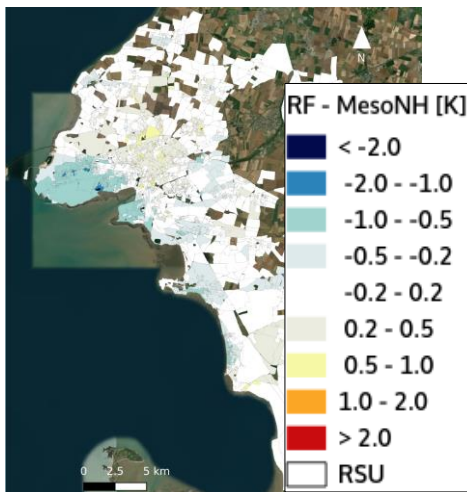 N
RF - MesoNH [K]
< -2.0
-2.0 - -1.0
-1.0 - -0.5
-0.5 - -0.2
-0.2 - 0.2
0.2 - 0.5
0.5 - 1.0
1.0 - 2.0
> 2.0
RSU
0 2.5 5 km